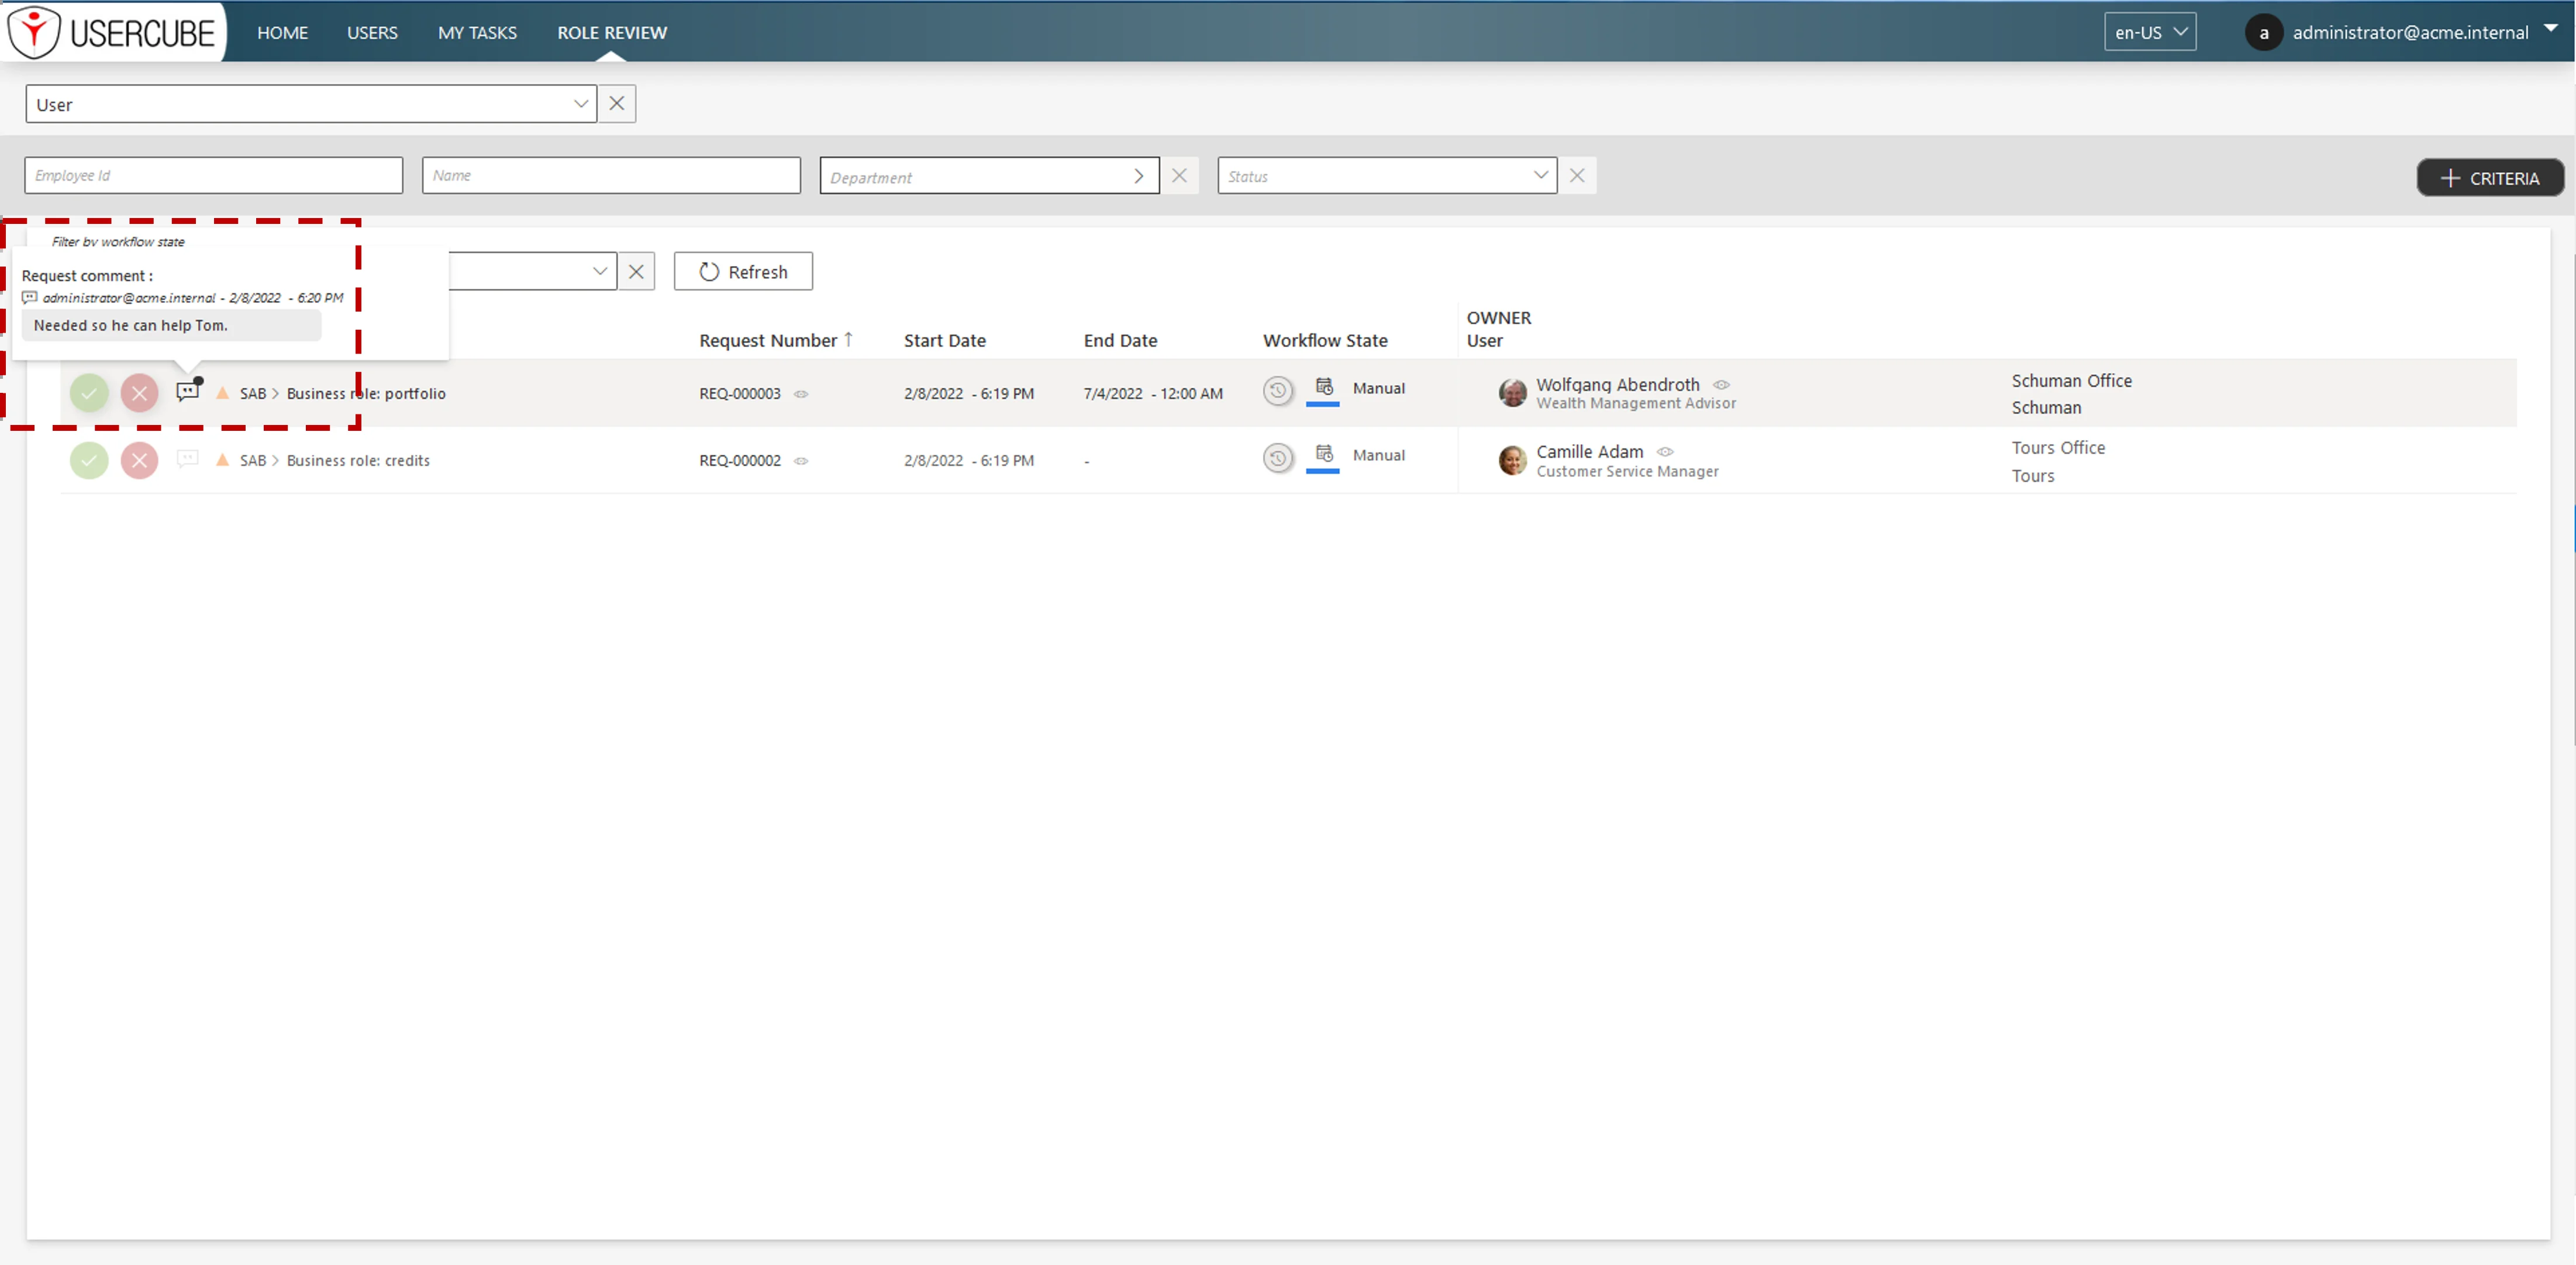 USERCUBE HOME USERS MY TASKS ROLE REVIEW en-US a administrator@acme.internal
User
Employee Id Name Department Status CRITERIA
Filter by workflow state
Request comment :
administrator@acme.internal - 2/8/2022 - 6:20 PM
Needed so he can help Tom.
Refresh
OWNER
Request Number ↑ Start Date End Date Workflow State User
SAB > Business role: portfolio REQ-000003 2/8/2022 - 6:19 PM 7/4/2022 - 12:00 AM Manual Wolfgang Abendroth Schuman Office
Wealth Management Advisor Schuman
SAB > Business role: credits REQ-000002 2/8/2022 - 6:19 PM - Manual Camille Adam Tours Office
Customer Service Manager Tours